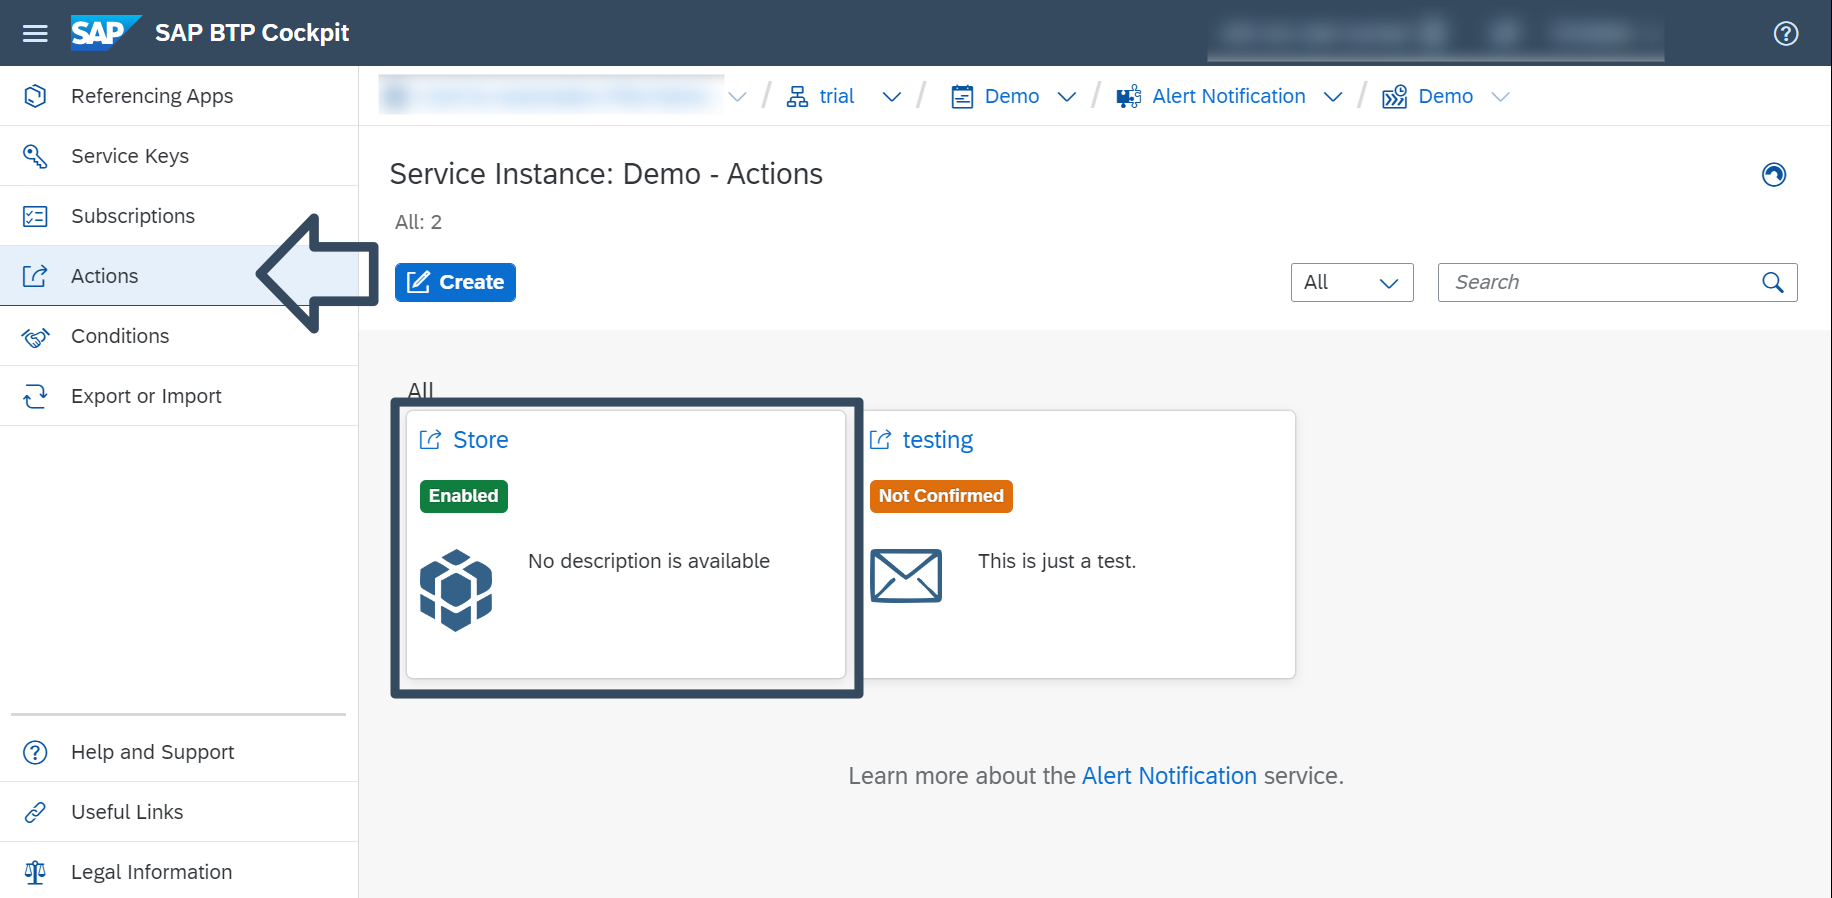 SAP SAP BTP Cockpit
Referencing Apps
Service Keys
Subscriptions
Actions
Conditions
Export or Import
Help and Support
Useful Links
Legal Information
trial / Demo / Alert Notification / Demo
Service Instance: Demo - Actions
All: 2
Create
All
Search
All
Store
Enabled
No description is available
testing
Not Confirmed
This is just a test.
Learn more about the Alert Notification service.